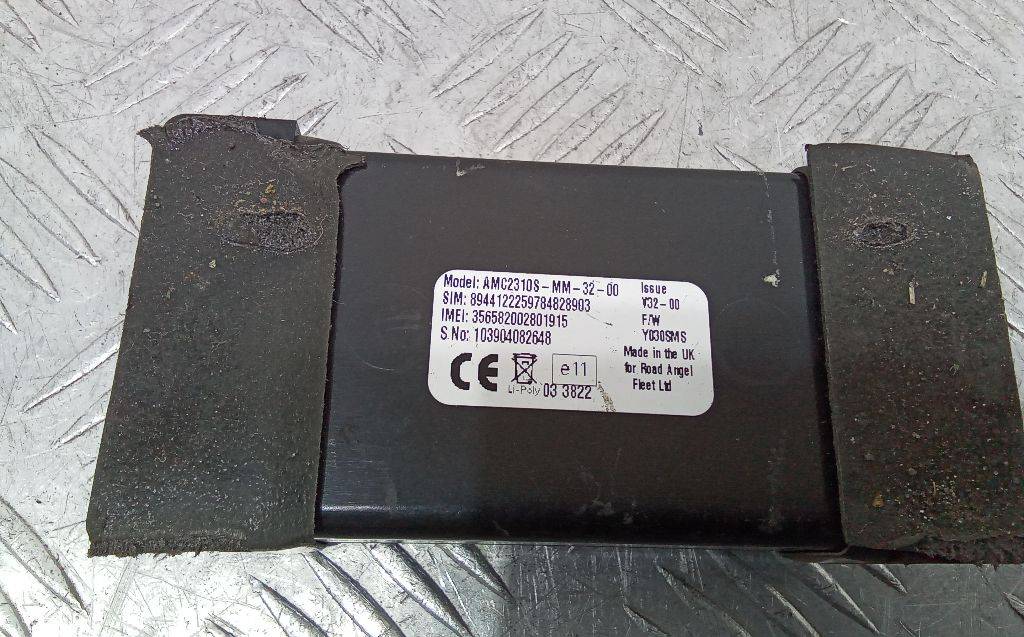 Model: AMC2310S-MM-32-00
SIM: 8944122259784828903
IMEI: 356582002801915
S.No: 103904082648
CE
Li-Poly
e11
03 3822
Issue
V32-00
F/W
Y030SMS
Made in the UK
for Road Angel
Fleet Ltd